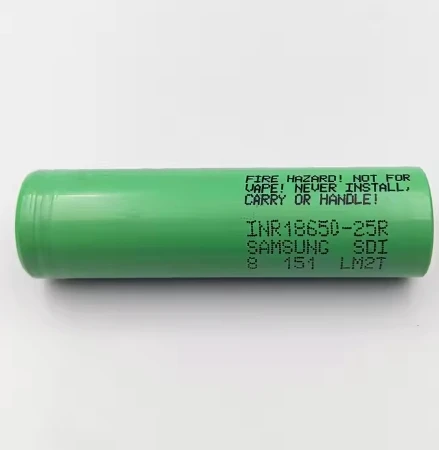 FIRE HAZARD! NOT FOR
VAPE! NEVER INSTALL,
CARRY OR HANDLE!
INR18650-25R
SAMSUNG SDI
8 151 LM2T